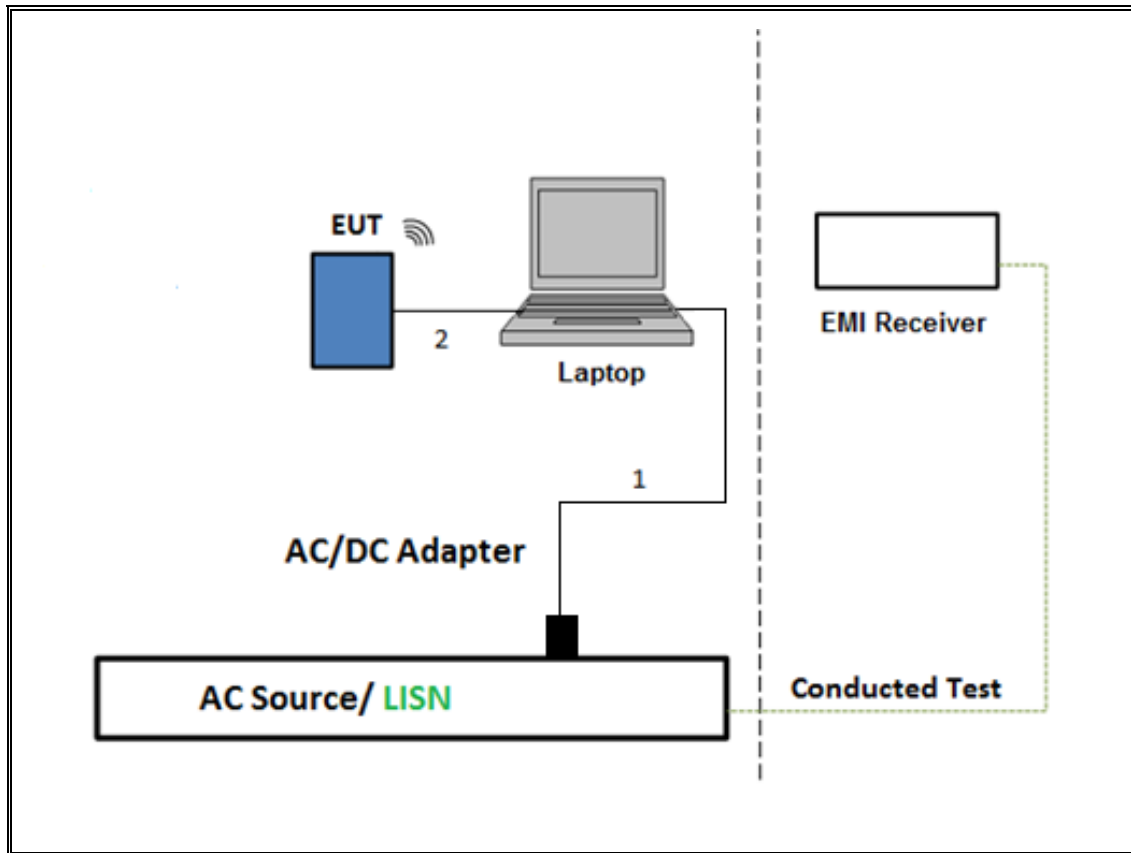 EUT
2
Laptop
EMI Receiver
1
AC/DC Adapter
AC Source/ LISN
Conducted Test